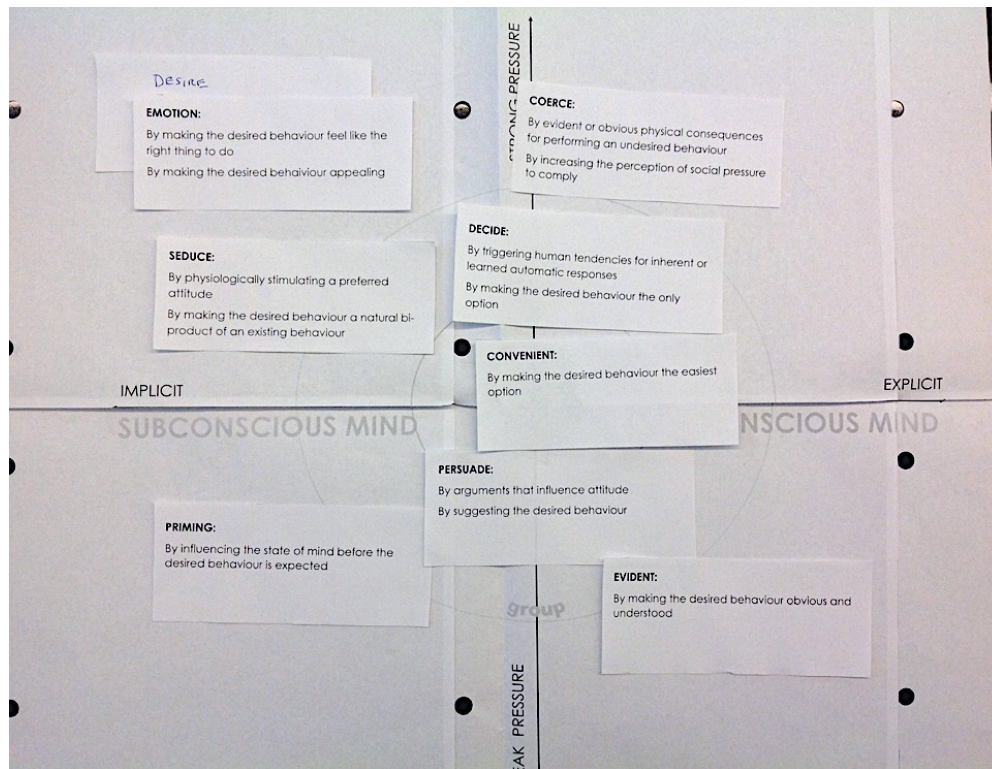 DESIRE
EMOTION:
By making the desired behaviour feel like the
right thing to do
By making the desired behaiviour appealing
STRONG PRESSURE
COERCE:
By evident or obvious physical consequences
for performing an undesired behaviour
By increasing the perception of social pressure
to comply
SEDUCE:
By physiologically stimulating a preferred
attitude
By making the desired behaviour a natural bi-
product of an existing behaviour
DECIDE:
By triggering human tendencies for inherent or
learned automatic responses
By making the desired behaviour the only
option
CONVENIENT:
By making the desired behaviour the easiest
option
IMPLICIT
EXPLICIT
SUBCONSCIOUS MIND
NSCIOUS MIND
PERSUADE:
By arguments that influence attitude
By suggesting the desired behaviour
PRIMING:
By influencing the state of mind before the
desired behaviour is expected
EVIDENT:
By making the desired behaviour obvious and
understood
group
AK PRESSURE